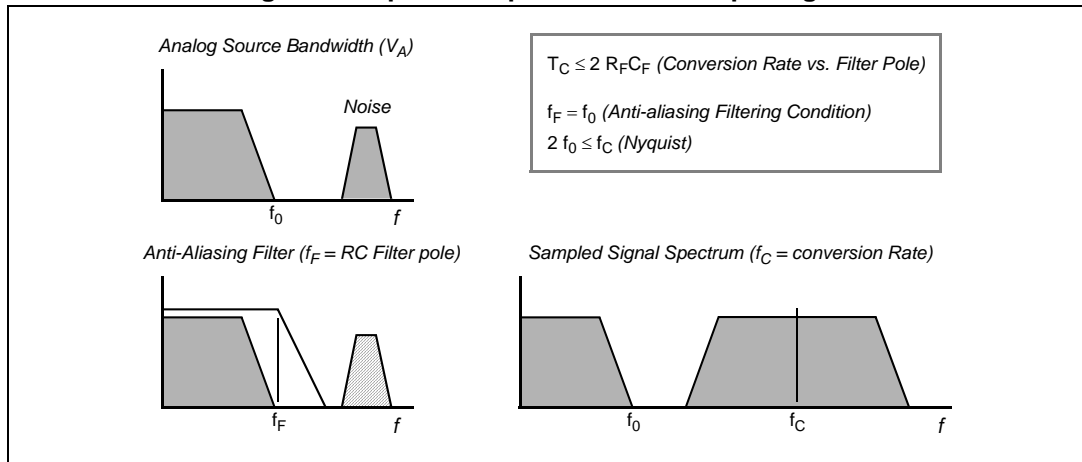 Analog Source Bandwidth (VA)
Noise
f0
f
TC ≤ 2 RFCF (Conversion Rate vs. Filter Pole)
fF = f0 (Anti-aliasing Filtering Condition)
2 f0 ≤ fC (Nyquist)
Anti-Aliasing Filter (fF = RC Filter pole)
fF
f
Sampled Signal Spectrum (fC = conversion Rate)
f0
fC
f